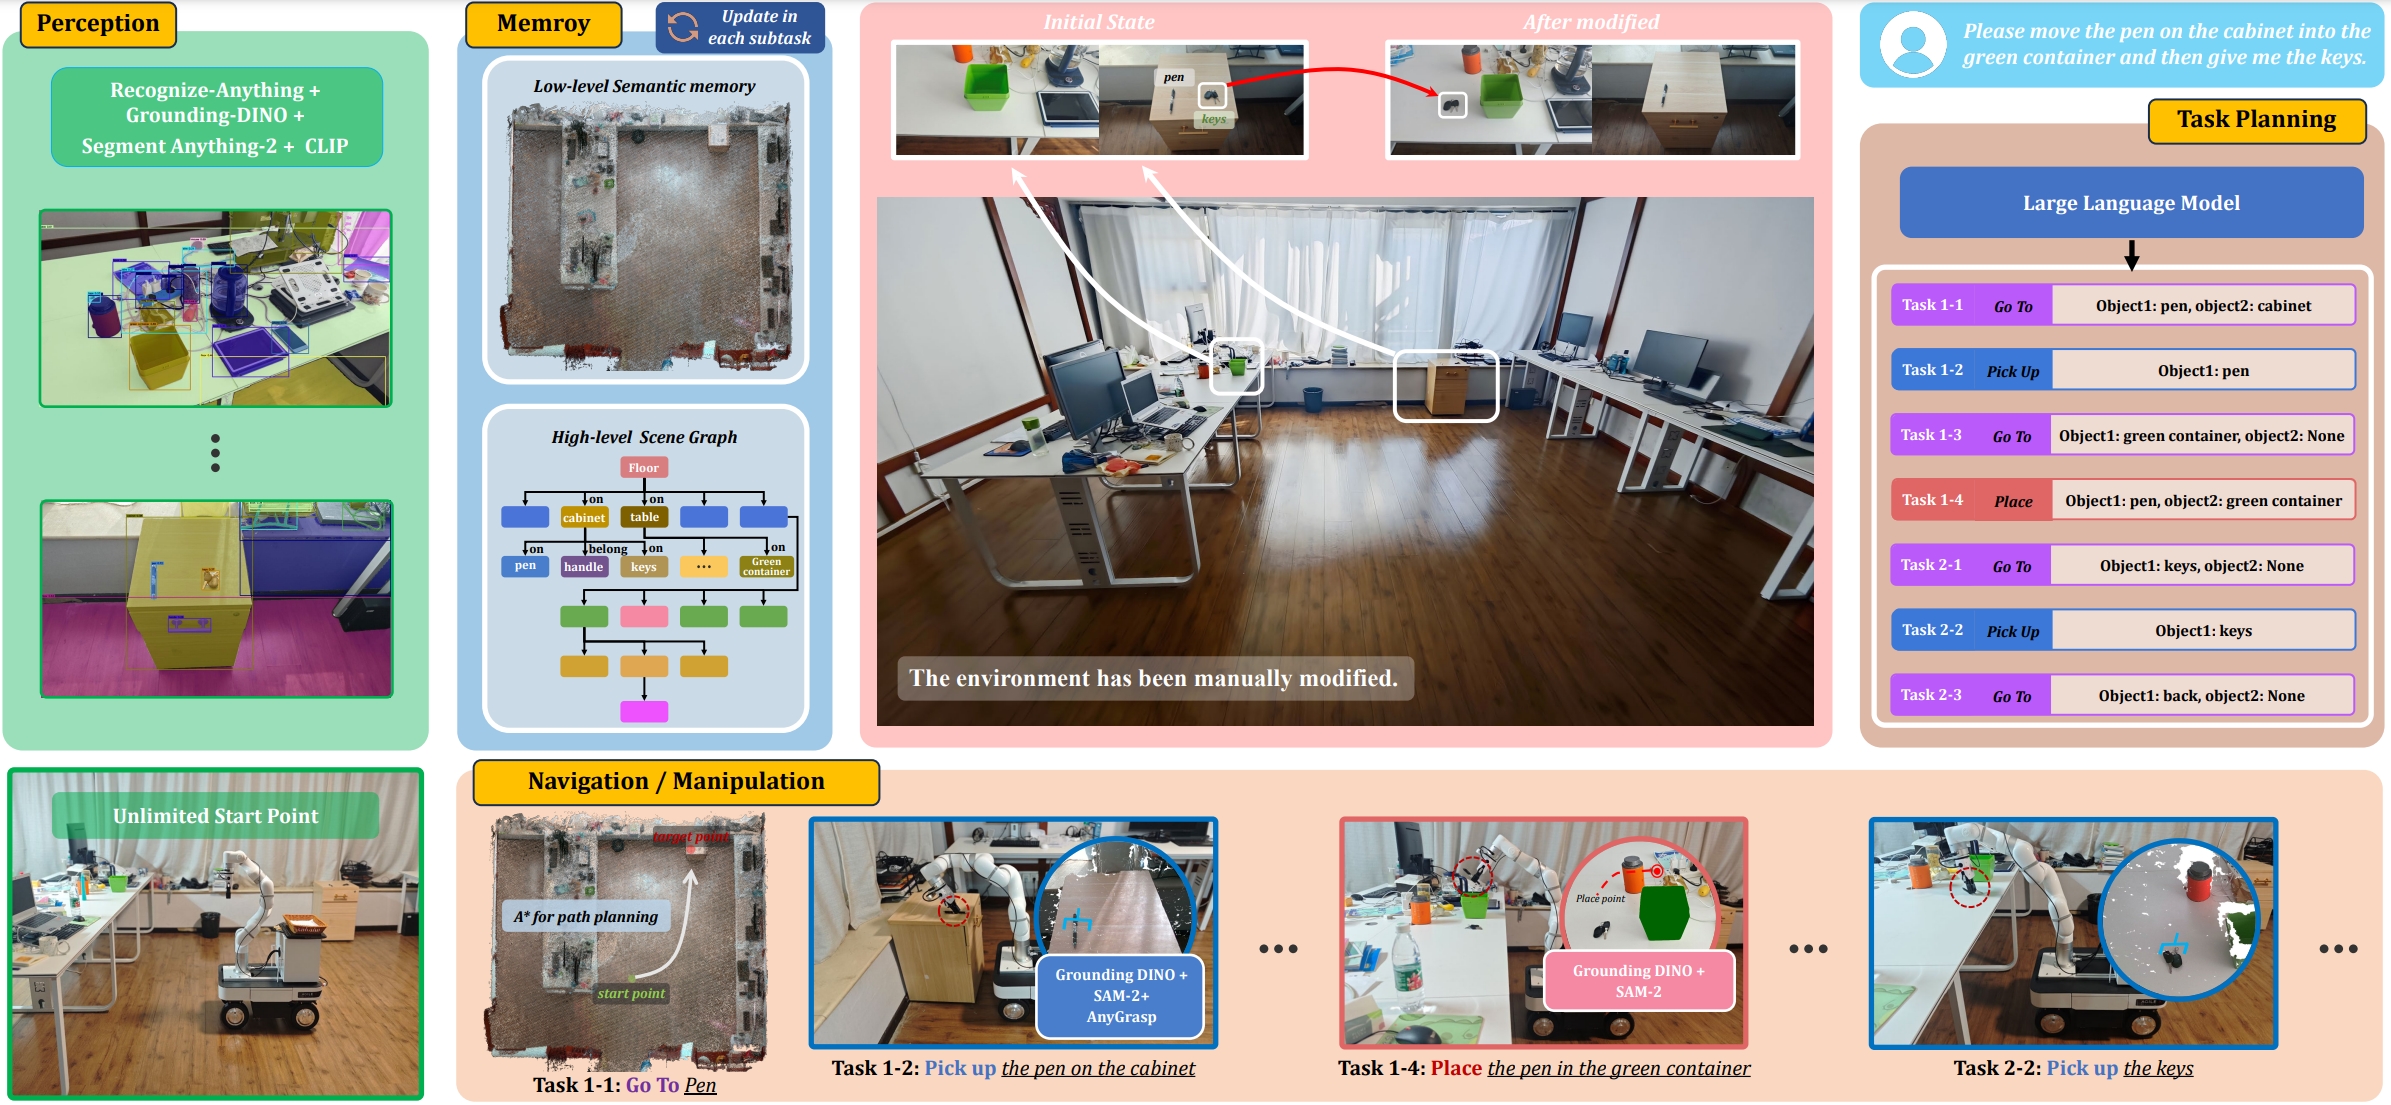 Perception
Recognize-Anything +
Grounding-DINO +
Segment Anything-2 + CLIP
Memroy
Update in
each subtask
Low-level Semantic memory
High-level Scene Graph
Floor
on
on
cabinet
table
on
belong
on
on
pen
handle
keys
...
Green
container
Initial State
After modified
pen
keys
The environment has been manually modified.
Please move the pen on the cabinet into the
green container and then give me the keys.
Task Planning
Large Language Model
Task 1-1 Go To Object1: pen, object2: cabinet
Task 1-2 Pick Up Object1: pen
Task 1-3 Go To Object1: green container, object2: None
Task 1-4 Place Object1: pen, object2: green container
Task 2-1 Go To Object1: keys, object2: None
Task 2-2 Pick Up Object1: keys
Task 2-3 Go To Object1: back, object2: None
Unlimited Start Point
Navigation / Manipulation
target point
A* for path planning
start point
Task 1-1: Go To Pen
Grounding DINO +
SAM-2+
AnyGrasp
Task 1-2: Pick up the pen on the cabinet
...
Place point
Grounding DINO +
SAM-2
Task 1-4: Place the pen in the green container
...
Task 2-2: Pick up the keys
...